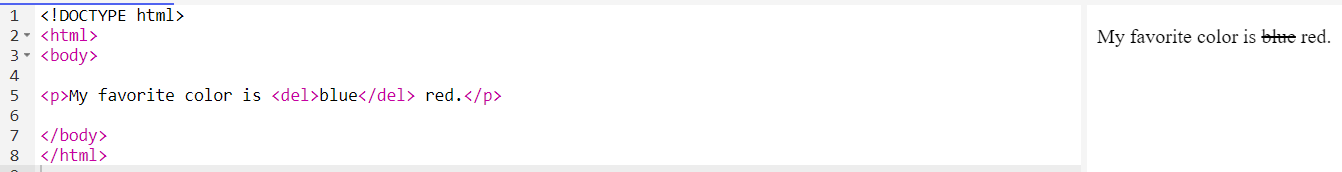 1 <!DOCTYPE html>
2 <html>
3 <body>
4
5 <p>My favorite color is <del>blue</del> red.</p>
6
7 </body>
8 </html>
My favorite color is blue red.